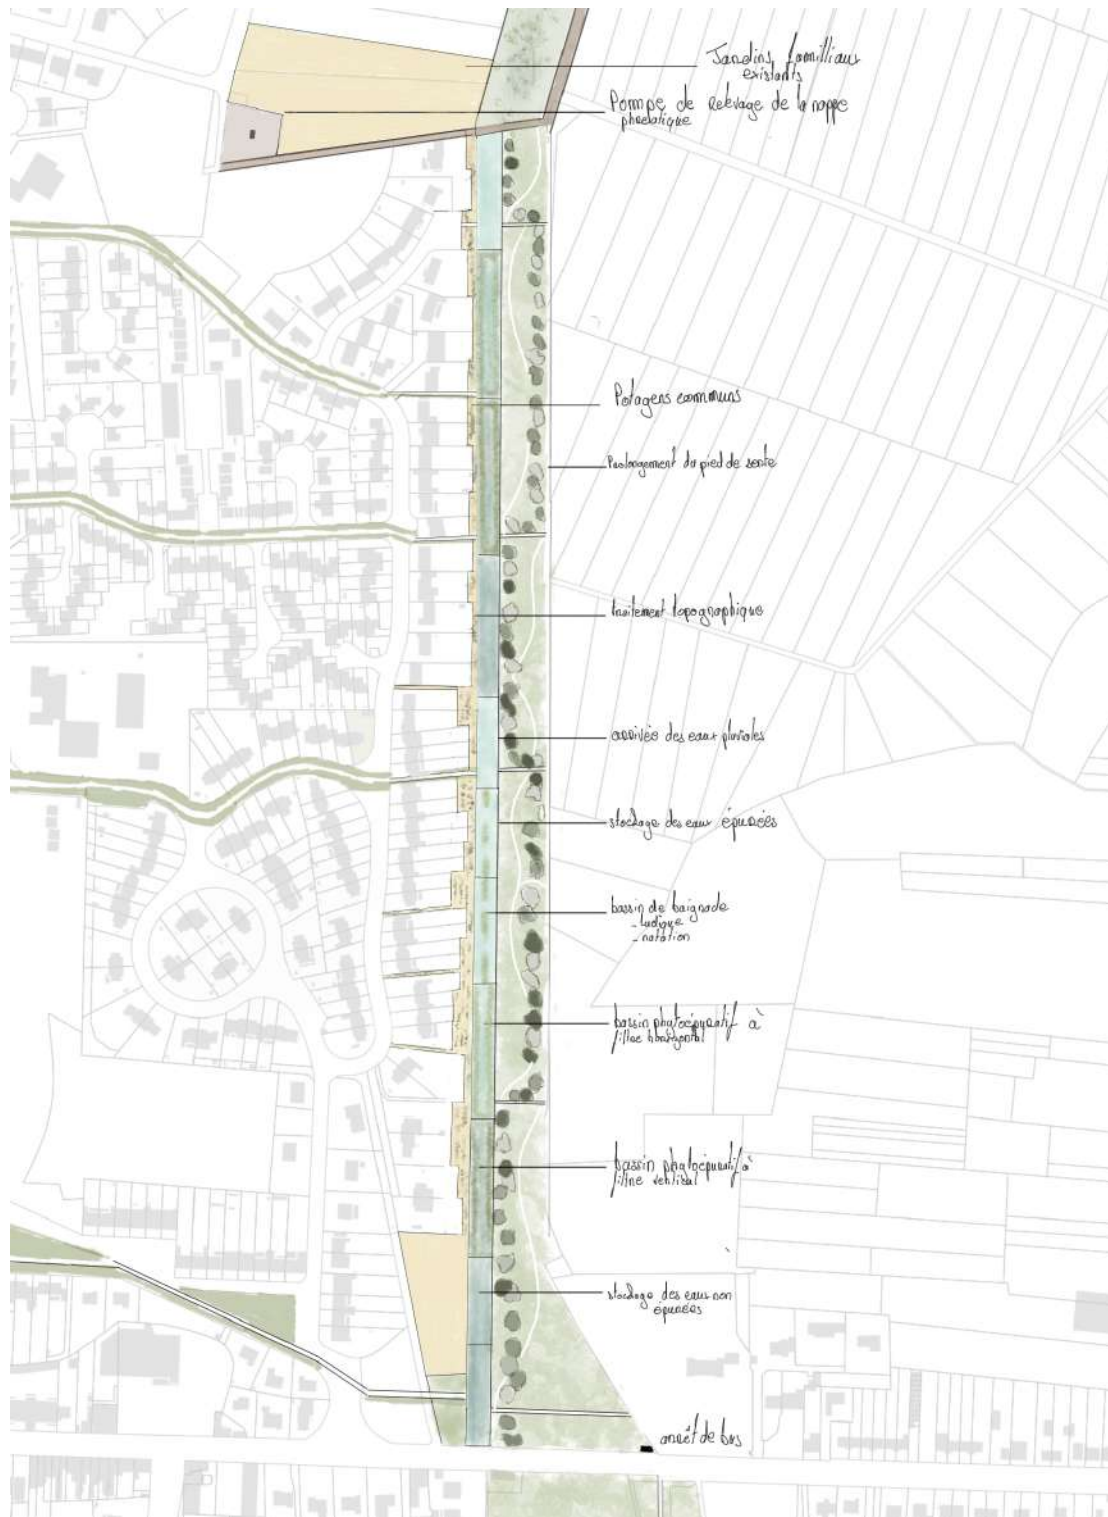 Jardins familliaux
existants
Pompe de relevage de la nappe
phréatique
Potagers communs
Prolongement du pied de sente
traitement topographique
arrivée des eaux pluviales
stockage des eaux épurées
bassin de baignade
- ludique
- natation
bassin phytoépuratif à
filtre horizontal
bassin phytoépuratif à
filtre vertical
stockage des eaux non
épurées
arrêt de bus